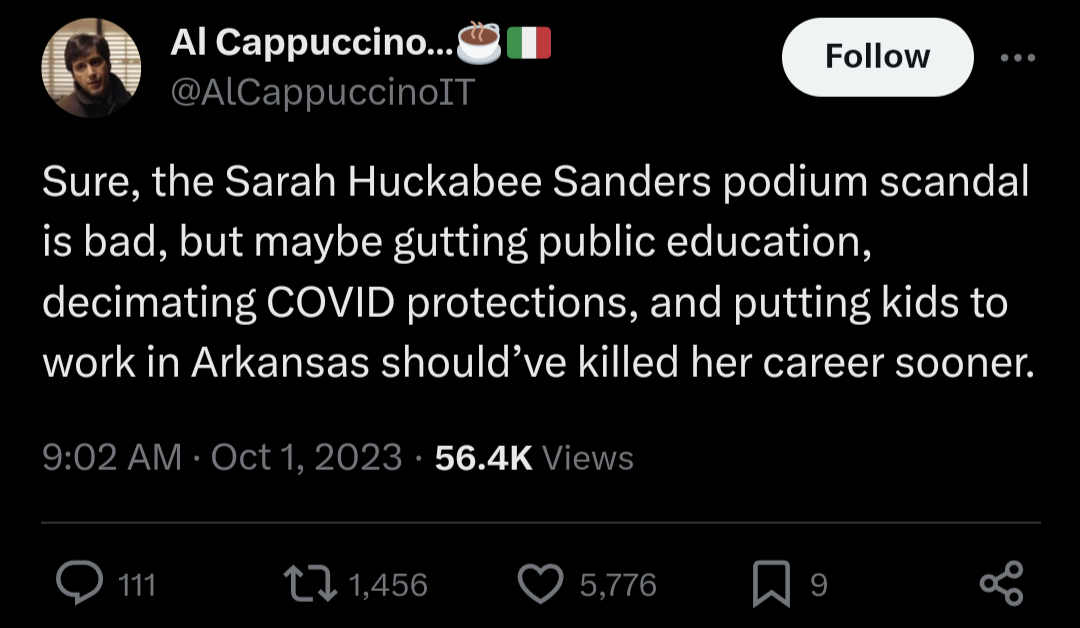 Al Cappuccino...☕🇮🇹
Follow
@AlCappuccinoIT
Sure, the Sarah Huckabee Sanders podium scandal
is bad, but maybe gutting public education,
decimating COVID protections, and putting kids to
work in Arkansas should’ve killed her career sooner.
9:02 AM · Oct 1, 2023 · 56.4K Views
111 1,456 5,776 9